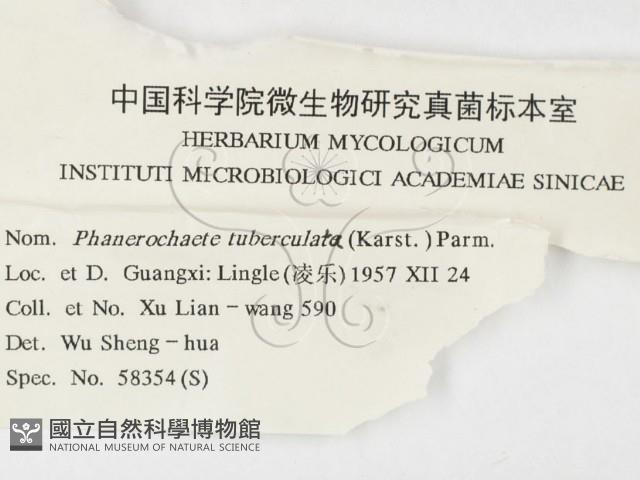 中国科学院微生物研究真菌标本室
HERBARIUM MYCOLOGICUM
INSTITUTI MICROBIOLOGICI ACADEMIAE SINICAE
Nom. Phanerochaete tuberculata (Karst.) Parm.
Loc. et D. Guangxi: Lingle(凌乐) 1957 XII 24
Coll. et No. Xu Lian-wang 590
Det. Wu Sheng-hua
Spec. No. 58354(S)
國立自然科學博物館
NATIONAL MUSEUM OF NATURAL SCIENCE